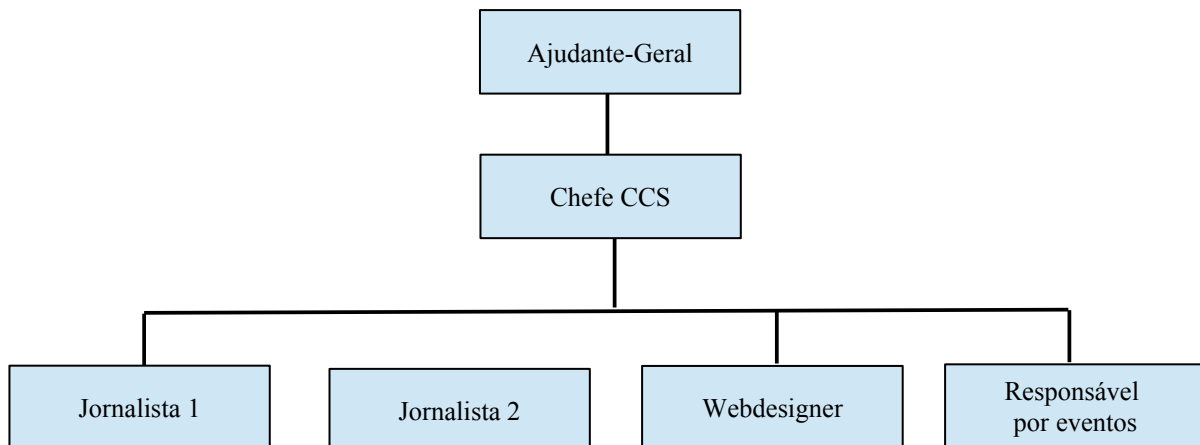 Ajudante-Geral
Chefe CCS
Jornalista 1
Jornalista 2
Webdesigner
Responsável
por eventos